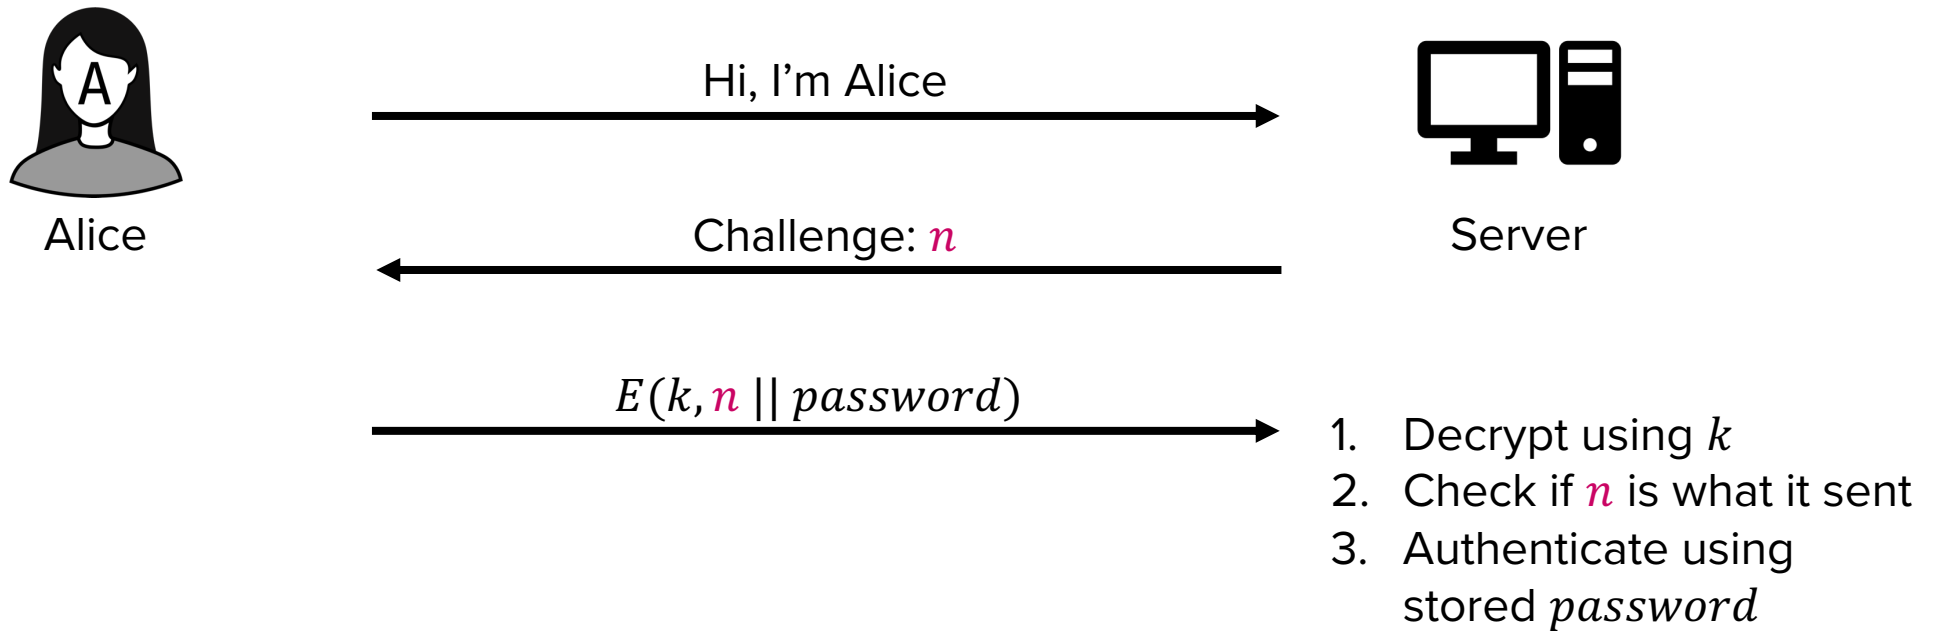 A
Hi, I'm Alice
Alice
Challenge: n
Server
E(k, n || password)
1. Decrypt using k
2. Check if n is what it sent
3. Authenticate using
stored password